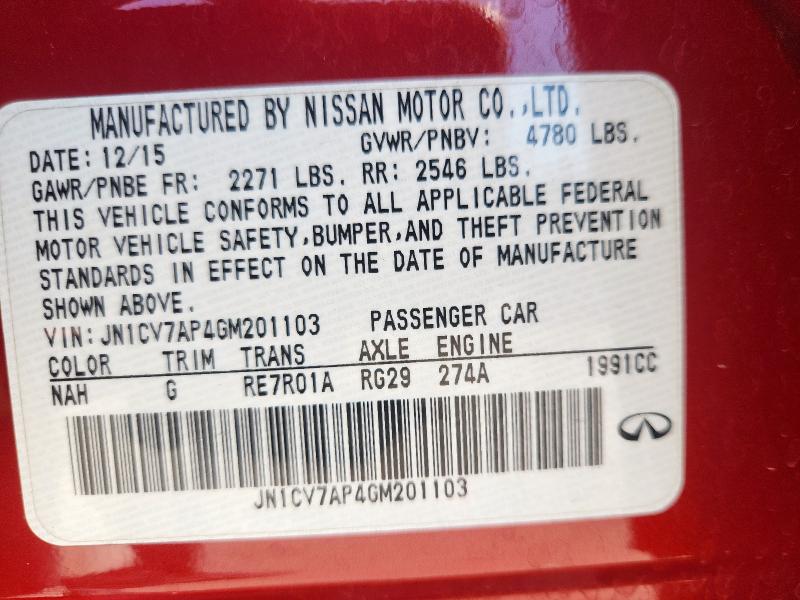 MANUFACTURED BY NISSAN MOTOR CO.,LTD.
DATE: 12/15 GVWR/PNBV: 4780 LBS.
GAWR/PNBE FR: 2271 LBS. RR: 2546 LBS.
THIS VEHICLE CONFORMS TO ALL APPLICABLE FEDERAL
MOTOR VEHICLE SAFETY,BUMPER,AND THEFT PREVENTION
STANDARDS IN EFFECT ON THE DATE OF MANUFACTURE
SHOWN ABOVE.
VIN: JN1CV7AP4GM201103 PASSENGER CAR
COLOR TRIM TRANS AXLE ENGINE
NAH G RE7R01A RG29 274A 1991CC
JN1CV7AP4GM201103